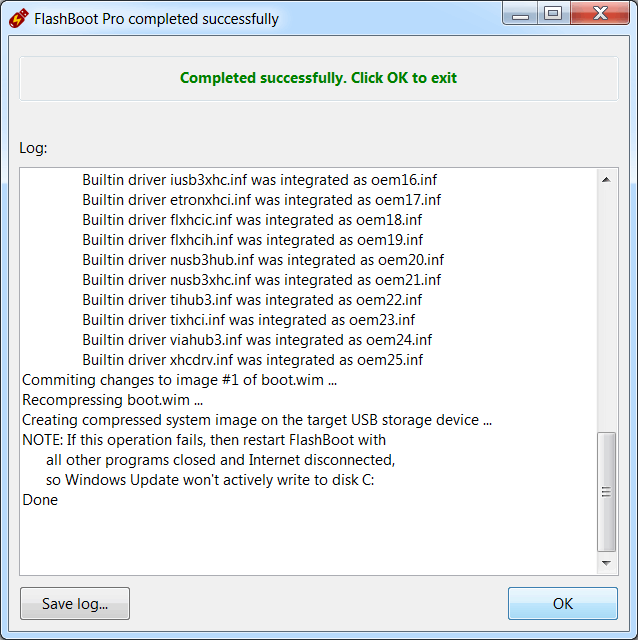 FlashBoot Pro completed successfully
Completed successfully. Click OK to exit
Log:
Builtin driver iusb3xhc.inf was integrated as oem16.inf
Builtin driver etronxhci.inf was integrated as oem17.inf
Builtin driver flxhcic.inf was integrated as oem18.inf
Builtin driver flxhcih.inf was integrated as oem19.inf
Builtin driver nusb3hub.inf was integrated as oem20.inf
Builtin driver nusb3xhc.inf was integrated as oem21.inf
Builtin driver tihub3.inf was integrated as oem22.inf
Builtin driver tixhci.inf was integrated as oem23.inf
Builtin driver viahub3.inf was integrated as oem24.inf
Builtin driver xhcdrv.inf was integrated as oem25.inf
Commiting changes to image #1 of boot.wim ...
Recompressing boot.wim ...
Creating compressed system image on the target USB storage device ...
NOTE: If this operation fails, then restart FlashBoot with
all other programs closed and Internet disconnected,
so Windows Update won't actively write to disk C:
Done
Save log...
OK